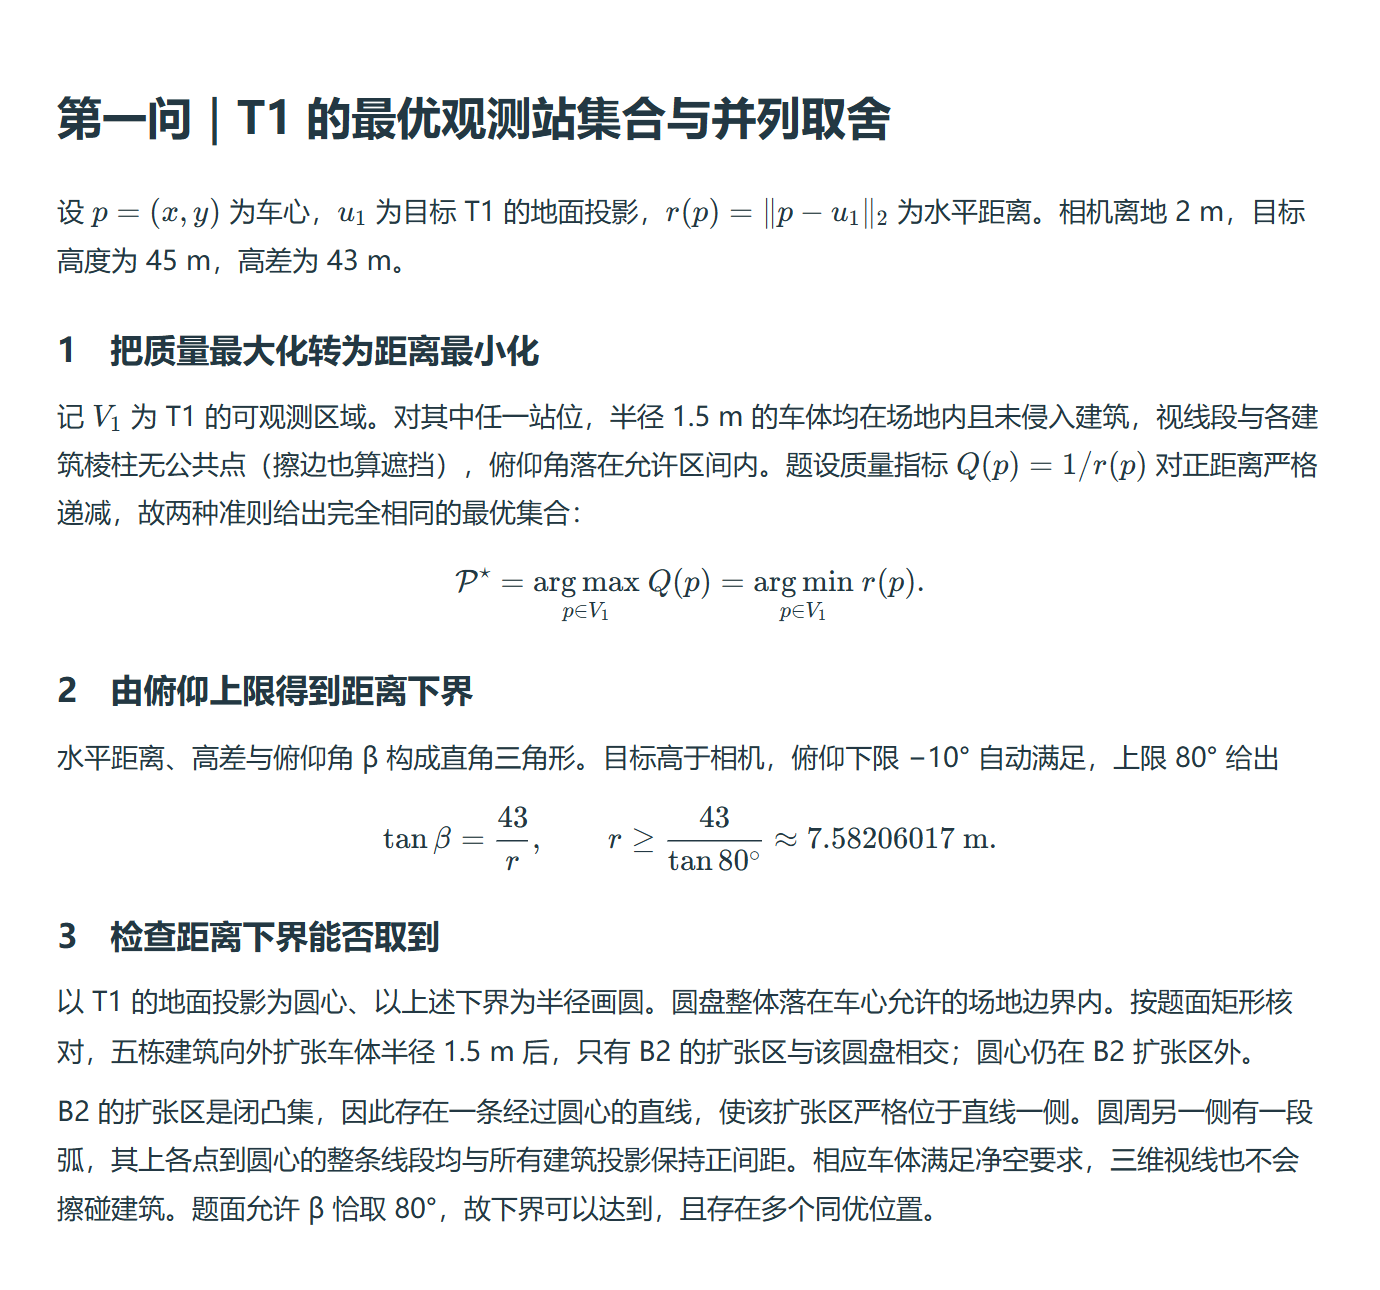 第一问｜T1 的最优观测站集合与并列取舍
设 p = (x, y) 为车心，u₁ 为目标 T1 的地面投影，r(p) = ‖p − u₁‖₂ 为水平距离。相机离地 2 m，目标
高度为 45 m，高差为 43 m。
1 把质量最大化转为距离最小化
记 V₁ 为 T1 的可观测区域。对其中任一站位，半径 1.5 m 的车体均在场地内且未侵入建筑，视线段与各建
筑棱柱无公共点（擦边也算遮挡），俯仰角落在允许区间内。题设质量指标 Q(p) = 1/r(p) 对正距离严格
递减，故两种准则给出完全相同的最优集合：
𝒫⋆ = arg max_{p∈V₁} Q(p) = arg min_{p∈V₁} r(p).
2 由俯仰上限得到距离下界
水平距离、高差与俯仰角 β 构成直角三角形。目标高于相机，俯仰下限 −10° 自动满足，上限 80° 给出
tan β = 43/r, r ≥ 43/tan 80° ≈ 7.58206017 m.
3 检查距离下界能否取到
以 T1 的地面投影为圆心、以上述下界为半径画圆。圆盘整体落在车心允许的场地边界内。按题面矩形核
对，五栋建筑向外扩张车体半径 1.5 m 后，只有 B2 的扩张区与该圆盘相交；圆心仍在 B2 扩张区外。
B2 的扩张区是闭凸集，因此存在一条经过圆心的直线，使该扩张区严格位于直线一侧。圆周另一侧有一段
弧，其上各点到圆心的整条线段均与所有建筑投影保持正间距。相应车体满足净空要求，三维视线也不会
擦碰建筑。题面允许 β 恰取 80°，故下界可以达到，且存在多个同优位置。